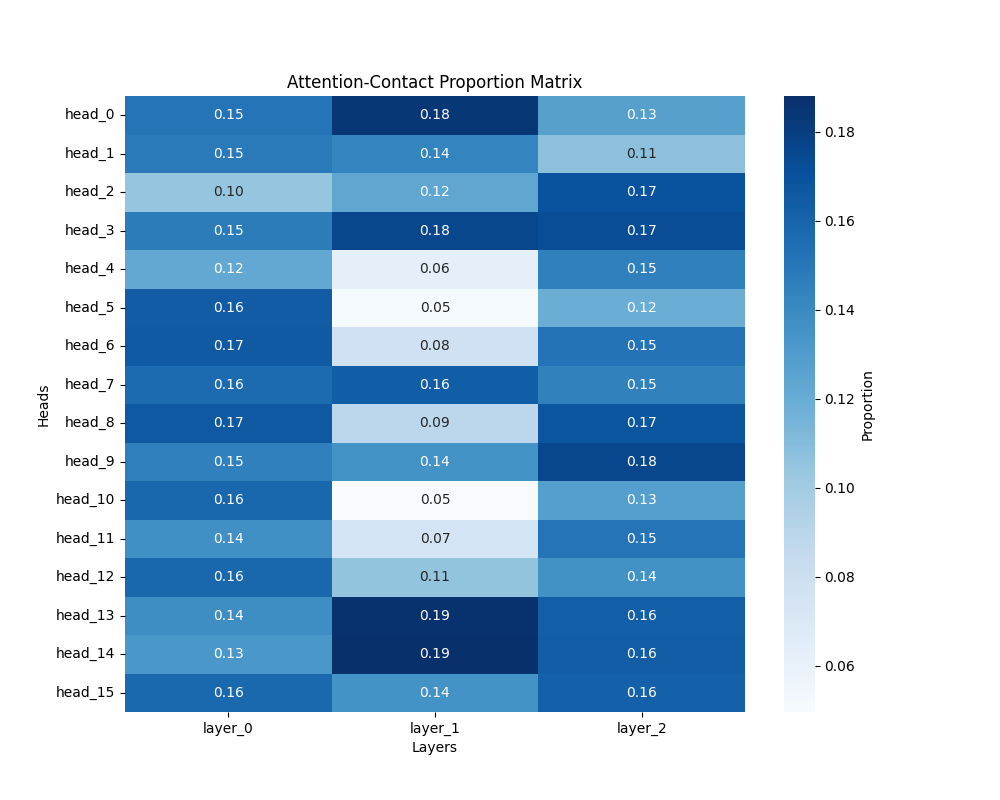 Attention-Contact Proportion Matrix
head_0 0.15 0.18 0.13
head_1 0.15 0.14 0.11
head_2 0.10 0.12 0.17
head_3 0.15 0.18 0.17
head_4 0.12 0.06 0.15
head_5 0.16 0.05 0.12
head_6 0.17 0.08 0.15
head_7 0.16 0.16 0.15
head_8 0.17 0.09 0.17
head_9 0.15 0.14 0.18
head_10 0.16 0.05 0.13
head_11 0.14 0.07 0.15
head_12 0.16 0.11 0.14
head_13 0.14 0.19 0.16
head_14 0.13 0.19 0.16
head_15 0.16 0.14 0.16
layer_0 layer_1 layer_2
Layers
Heads
0.18
0.16
0.14
0.12
0.10
0.08
0.06
Proportion